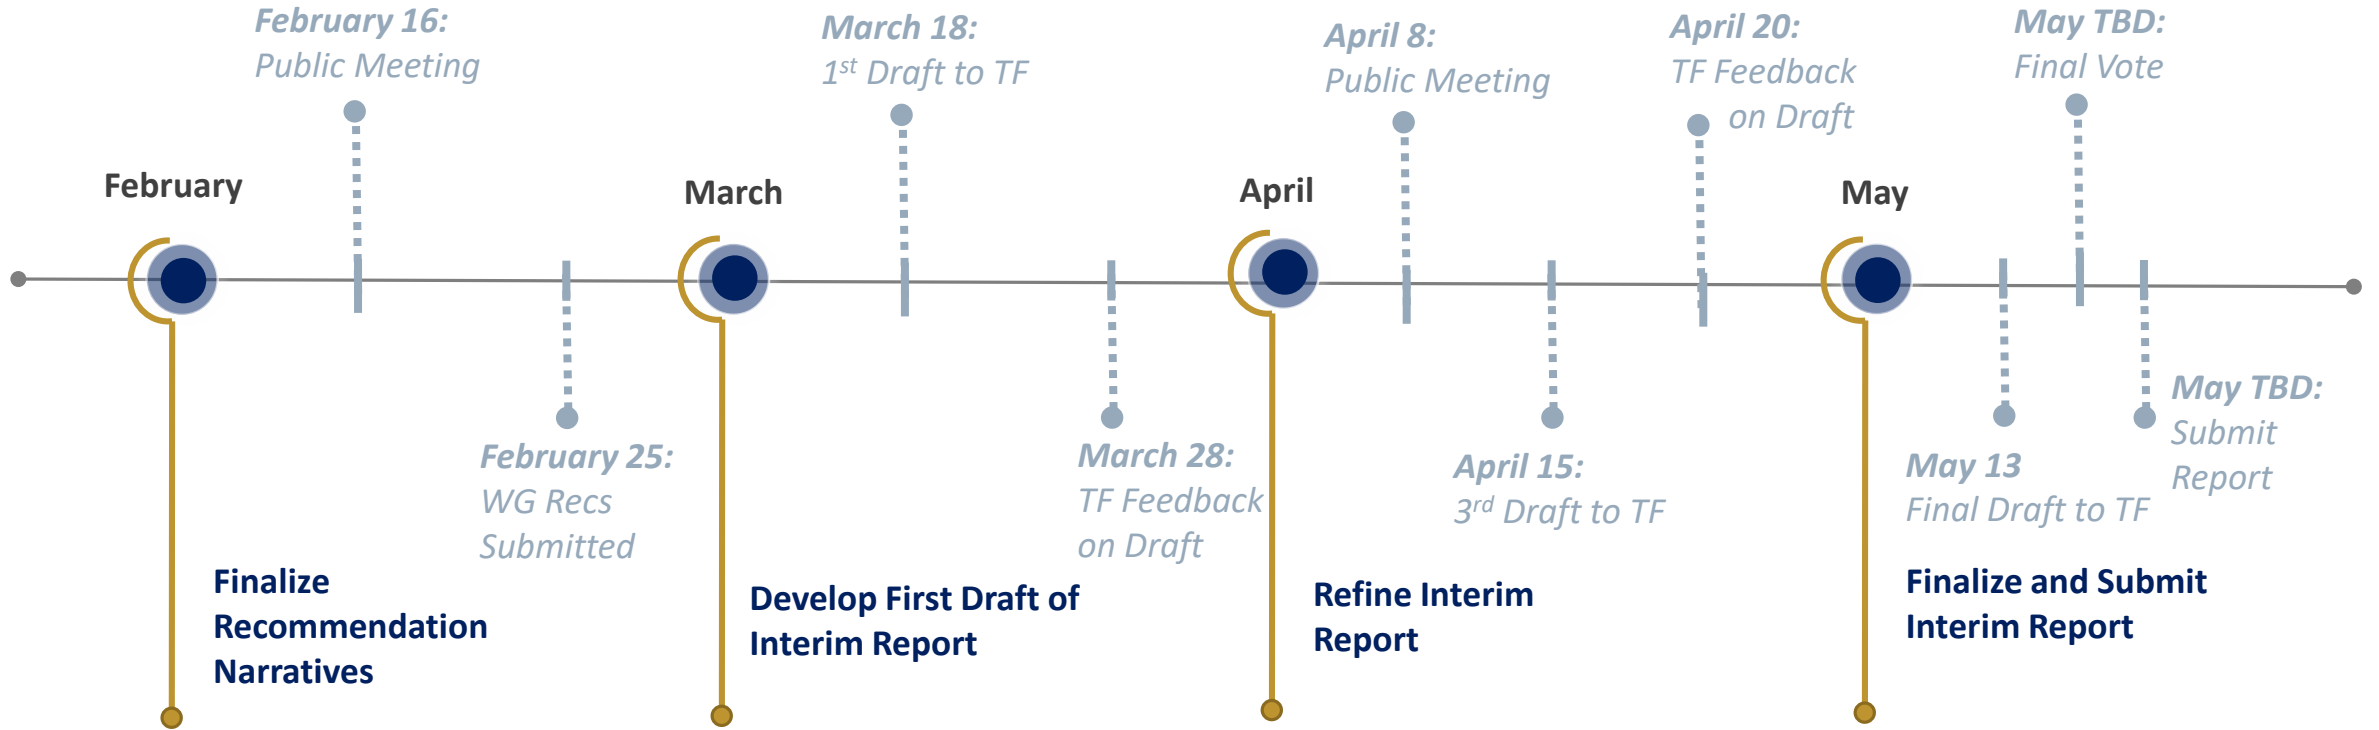 February 16:
Public Meeting
March 18:
1st Draft to TF
April 8:
Public Meeting
April 20:
TF Feedback
on Draft
May TBD:
Final Vote
February
March
April
May
February 25:
WG Recs
Submitted
March 28:
TF Feedback
on Draft
April 15:
3rd Draft to TF
May 13
Final Draft to TF
May TBD:
Submit
Report
Finalize
Recommendation
Narratives
Develop First Draft of
Interim Report
Refine Interim
Report
Finalize and Submit
Interim Report